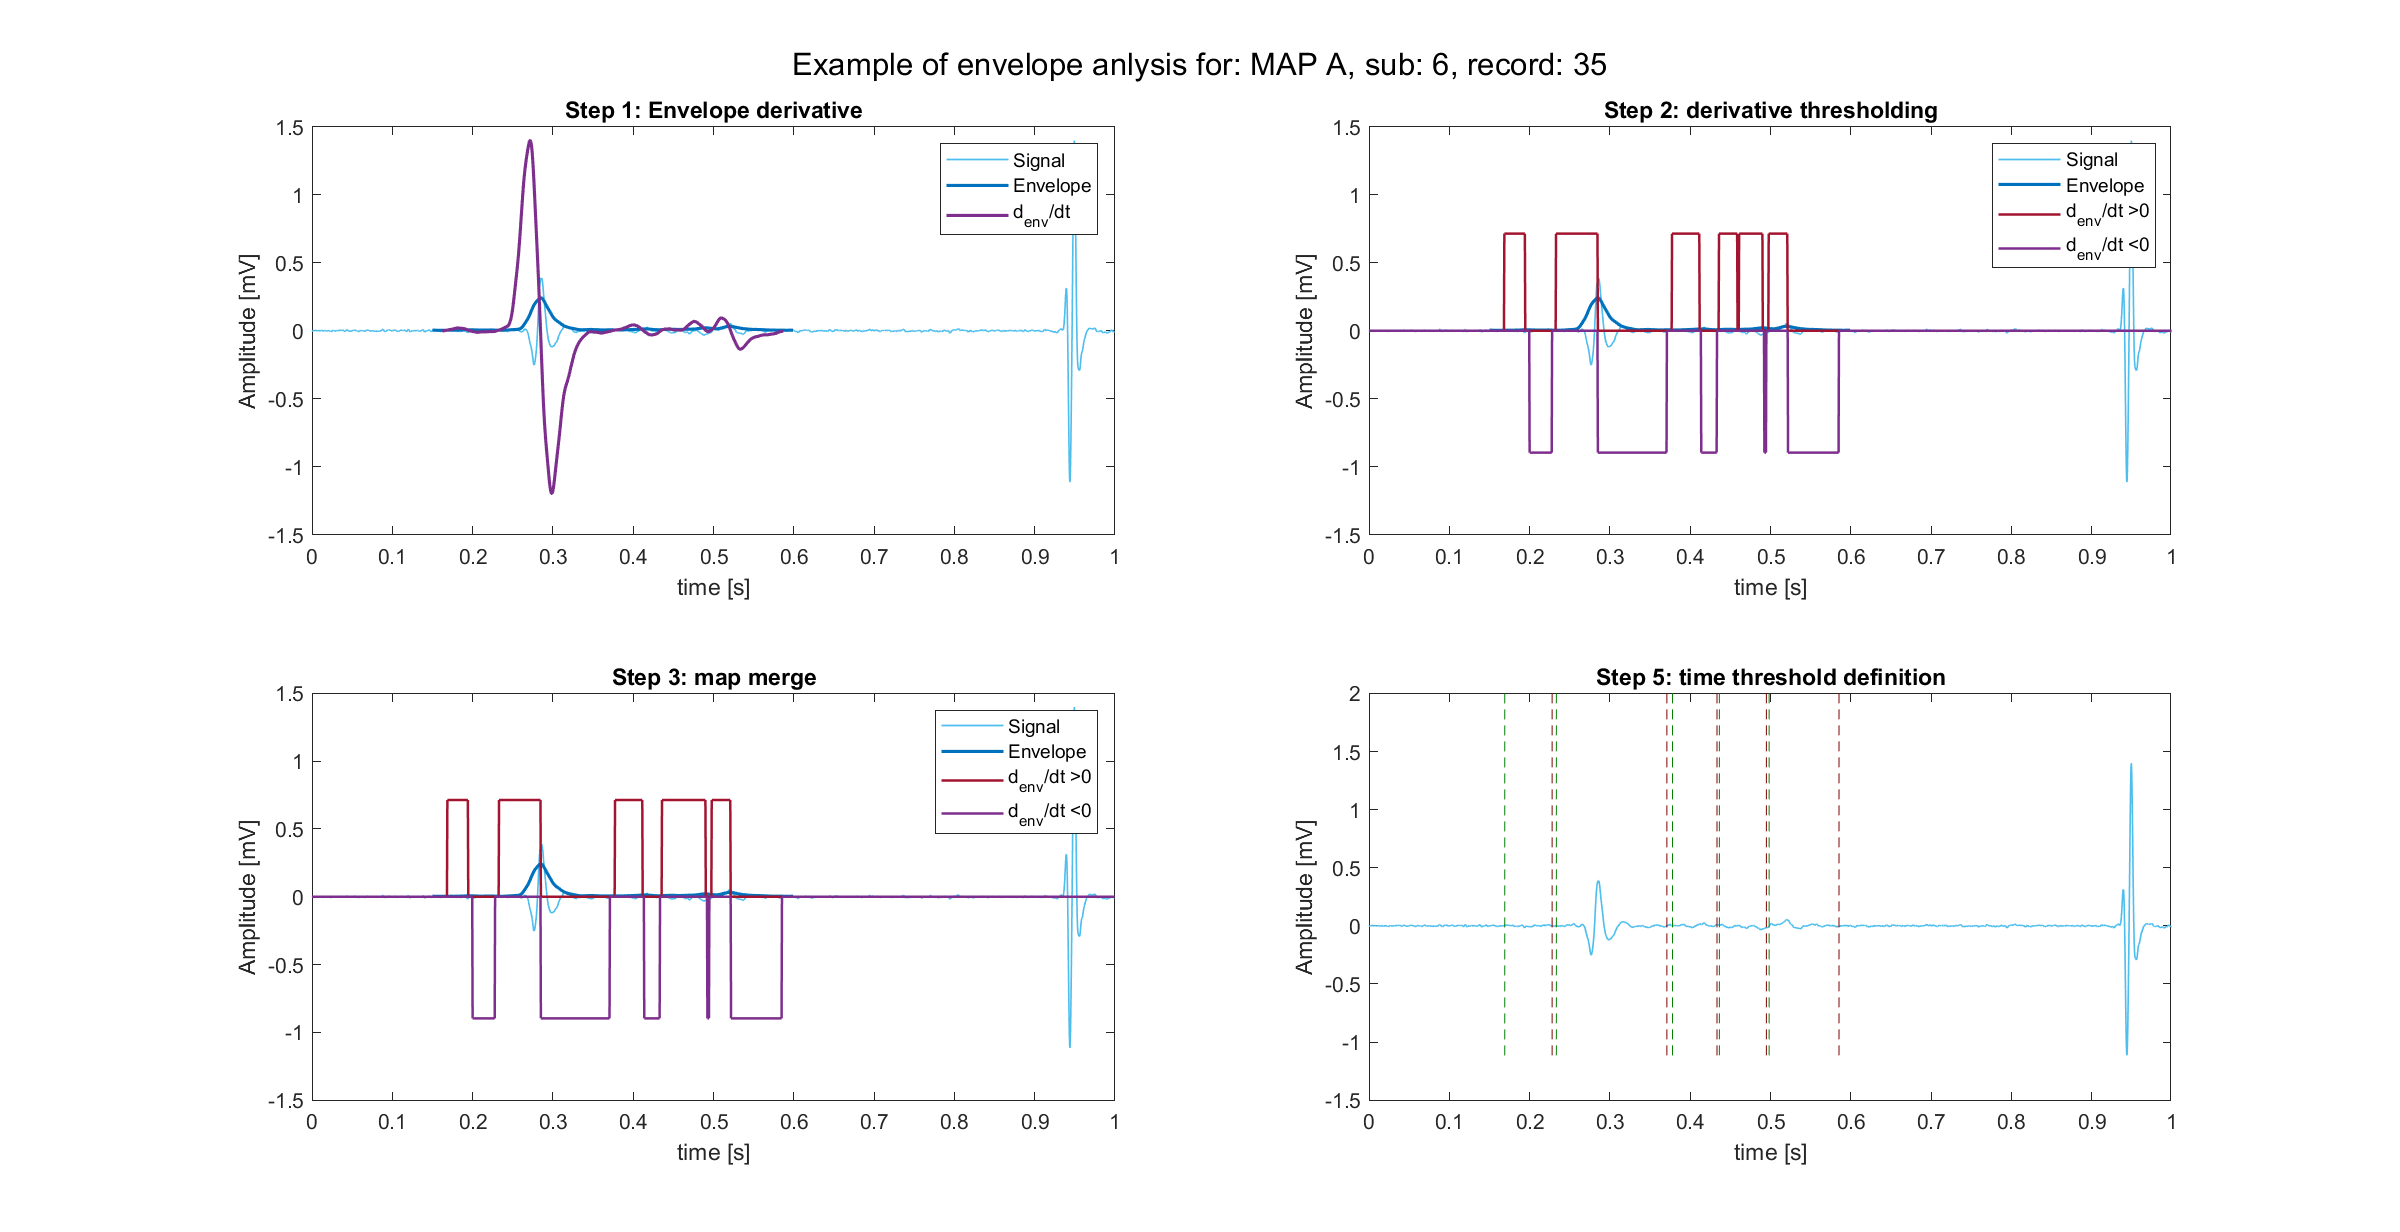 Example of envelope anlysis for: MAP A, sub: 6, record: 35
Step 1: Envelope derivative
1.5
1
0.5
0
-0.5
-1
-1.5
Amplitude [mV]
0 0.1 0.2 0.3 0.4 0.5 0.6 0.7 0.8 0.9 1
time [s]
Signal
Envelope
d_env/dt
Step 2: derivative thresholding
1.5
1
0.5
0
-0.5
-1
-1.5
Amplitude [mV]
0 0.1 0.2 0.3 0.4 0.5 0.6 0.7 0.8 0.9 1
time [s]
Signal
Envelope
d_env/dt >0
d_env/dt <0
Step 3: map merge
1.5
1
0.5
0
-0.5
-1
-1.5
Amplitude [mV]
0 0.1 0.2 0.3 0.4 0.5 0.6 0.7 0.8 0.9 1
time [s]
Signal
Envelope
d_env/dt >0
d_env/dt <0
Step 5: time threshold definition
2
1.5
1
0.5
0
-0.5
-1
-1.5
Amplitude [mV]
0 0.1 0.2 0.3 0.4 0.5 0.6 0.7 0.8 0.9 1
time [s]